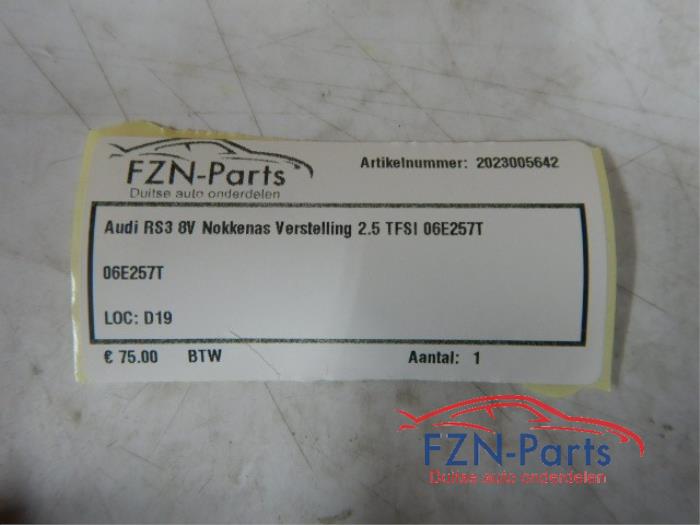 FZN-Parts
Duitse auto onderdelen
Artikelnummer: 2023005642
Audi RS3 8V Nokkenas Verstelling 2.5 TFSI 06E257T
06E257T
LOC: D19
€ 75.00 BTW Aantal: 1
FZN-Parts
Duitse auto onderdelen